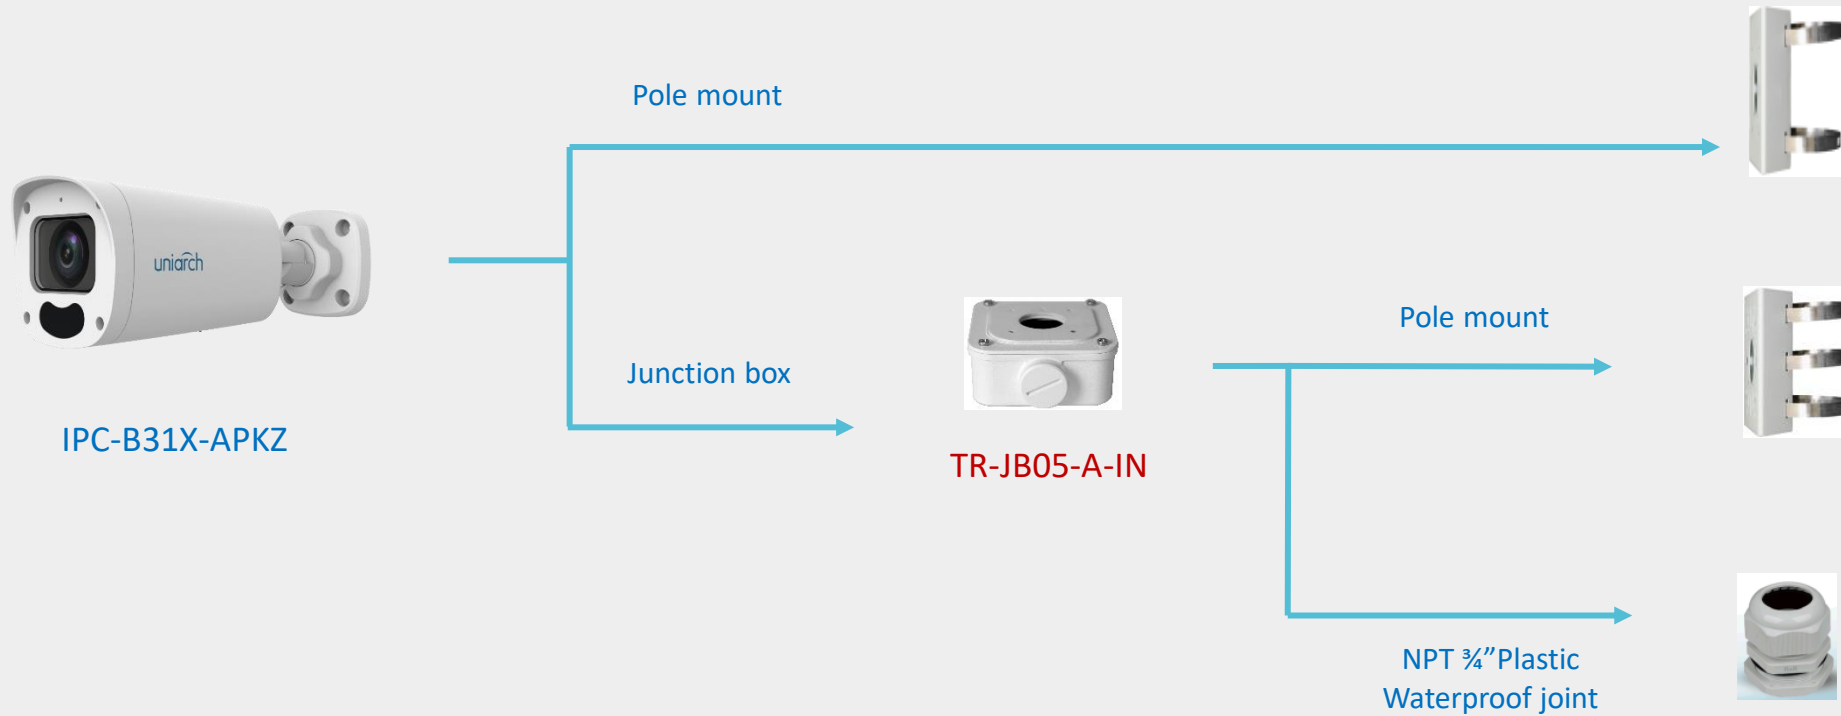 Pole mount
uniarch
Pole mount
Junction box
IPC-B31X-APKZ
TR-JB05-A-IN
NPT ¾”Plastic
Waterproof joint